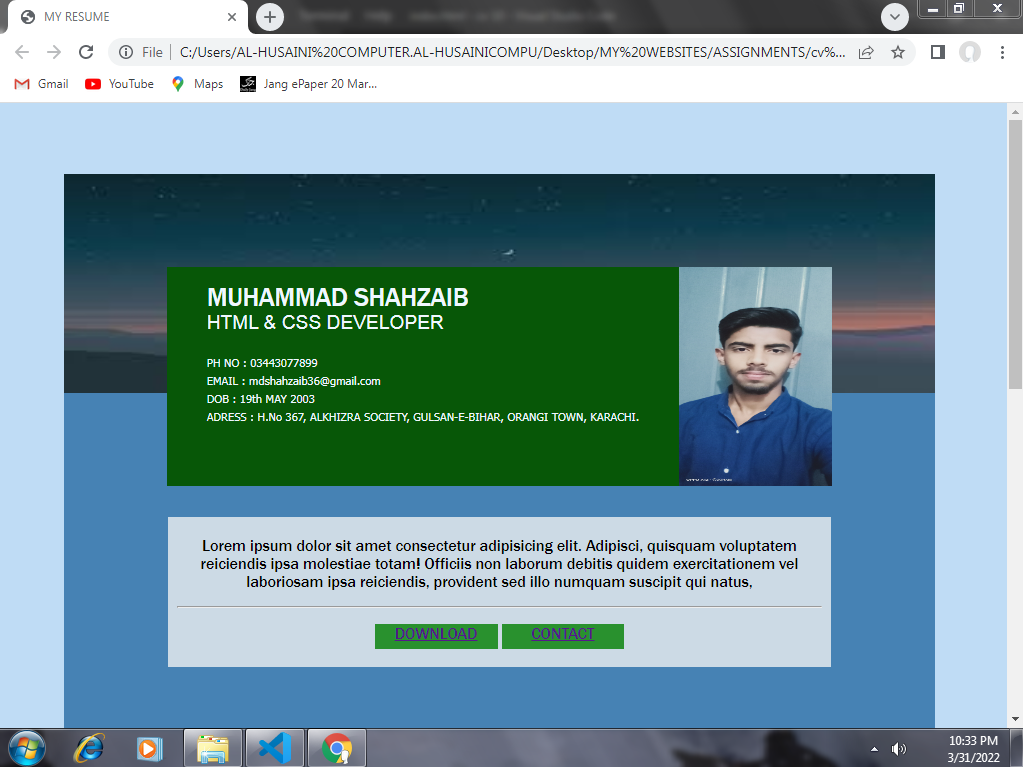 MY RESUME
File
C:/Users/AL-HUSAINI%20COMPUTER.AL-HUSAINICOMPU/Desktop/MY%20WEBSITES/ASSIGNMENTS/cv%...
Gmail YouTube Maps Jang ePaper 20 Mar...
MUHAMMAD SHAHZAIB
HTML & CSS DEVELOPER
PH NO : 03443077899
EMAIL : mdshahzaib36@gmail.com
DOB : 19th MAY 2003
ADRESS : H.No 367, ALKHIZRA SOCIETY, GULSAN-E-BIHAR, ORANGI TOWN, KARACHI.
Lorem ipsum dolor sit amet consectetur adipisicing elit. Adipisci, quisquam voluptatem
reiciendis ipsa molestiae totam! Officiis non laborum debitis quidem exercitationem vel
laboriosam ipsa reiciendis, provident sed illo numquam suscipit qui natus,
DOWNLOAD CONTACT
10:33 PM
3/31/2022